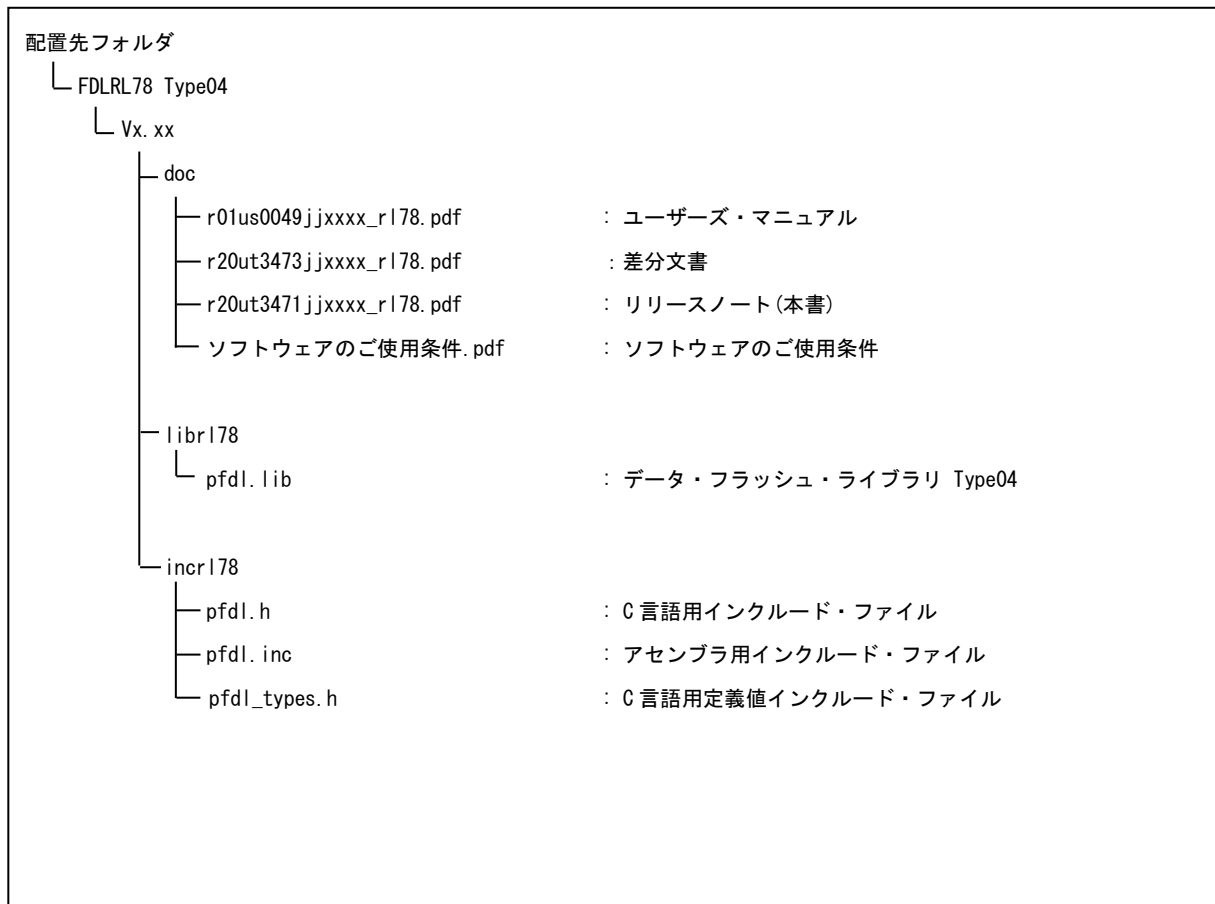 配置先フォルダ
FDLRL78 Type04
Vx.xx
doc
r01us0049jjxxxx_rl78.pdf : ユーザーズ・マニュアル
r20ut3473jjxxxx_rl78.pdf : 差分文書
r20ut3471jjxxxx_rl78.pdf : リリースノート(本書)
ソフトウェアのご使用条件.pdf : ソフトウェアのご使用条件
librl78
pfdl.lib : データ・フラッシュ・ライブラリ Type04
incrl78
pfdl.h : C言語用インクルード・ファイル
pfdl.inc : アセンブラ用インクルード・ファイル
pfdl_types.h : C言語用定義値インクルード・ファイル